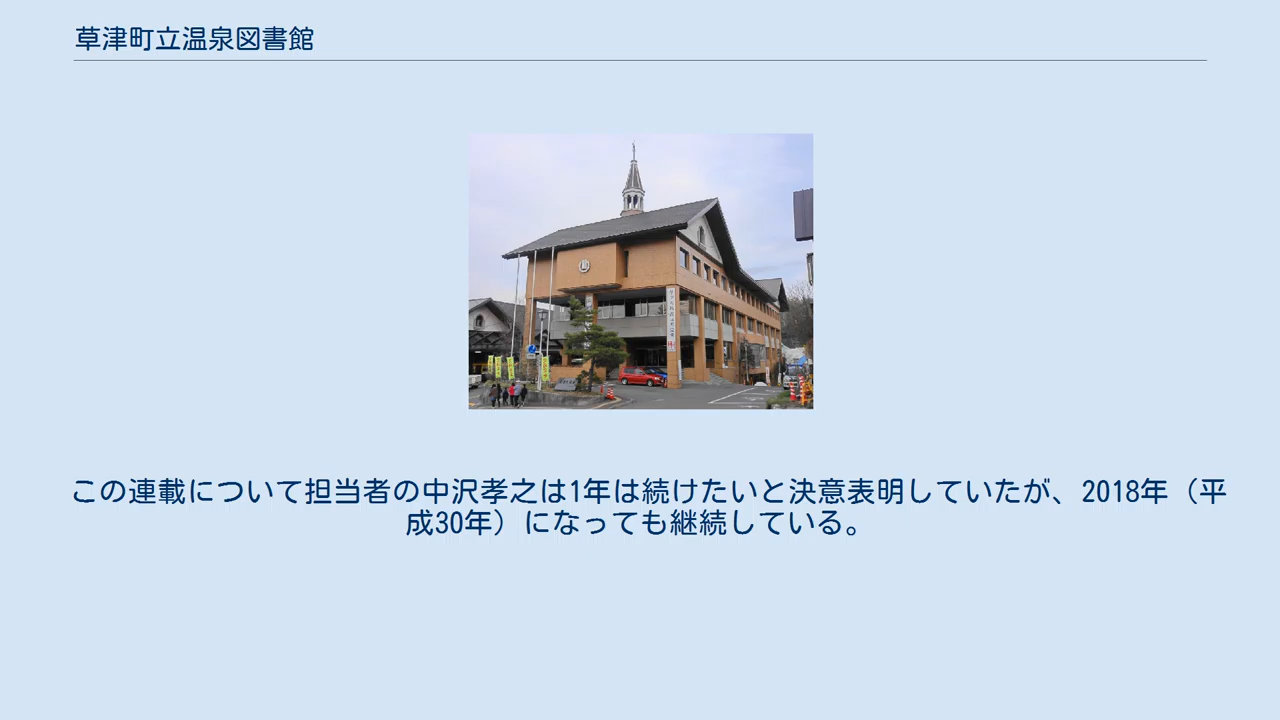 草津町立温泉図書館
この連載について担当者の中沢孝之は1年は続けたいと決意表明していたが、2018年（平
成30年）になっても継続している。